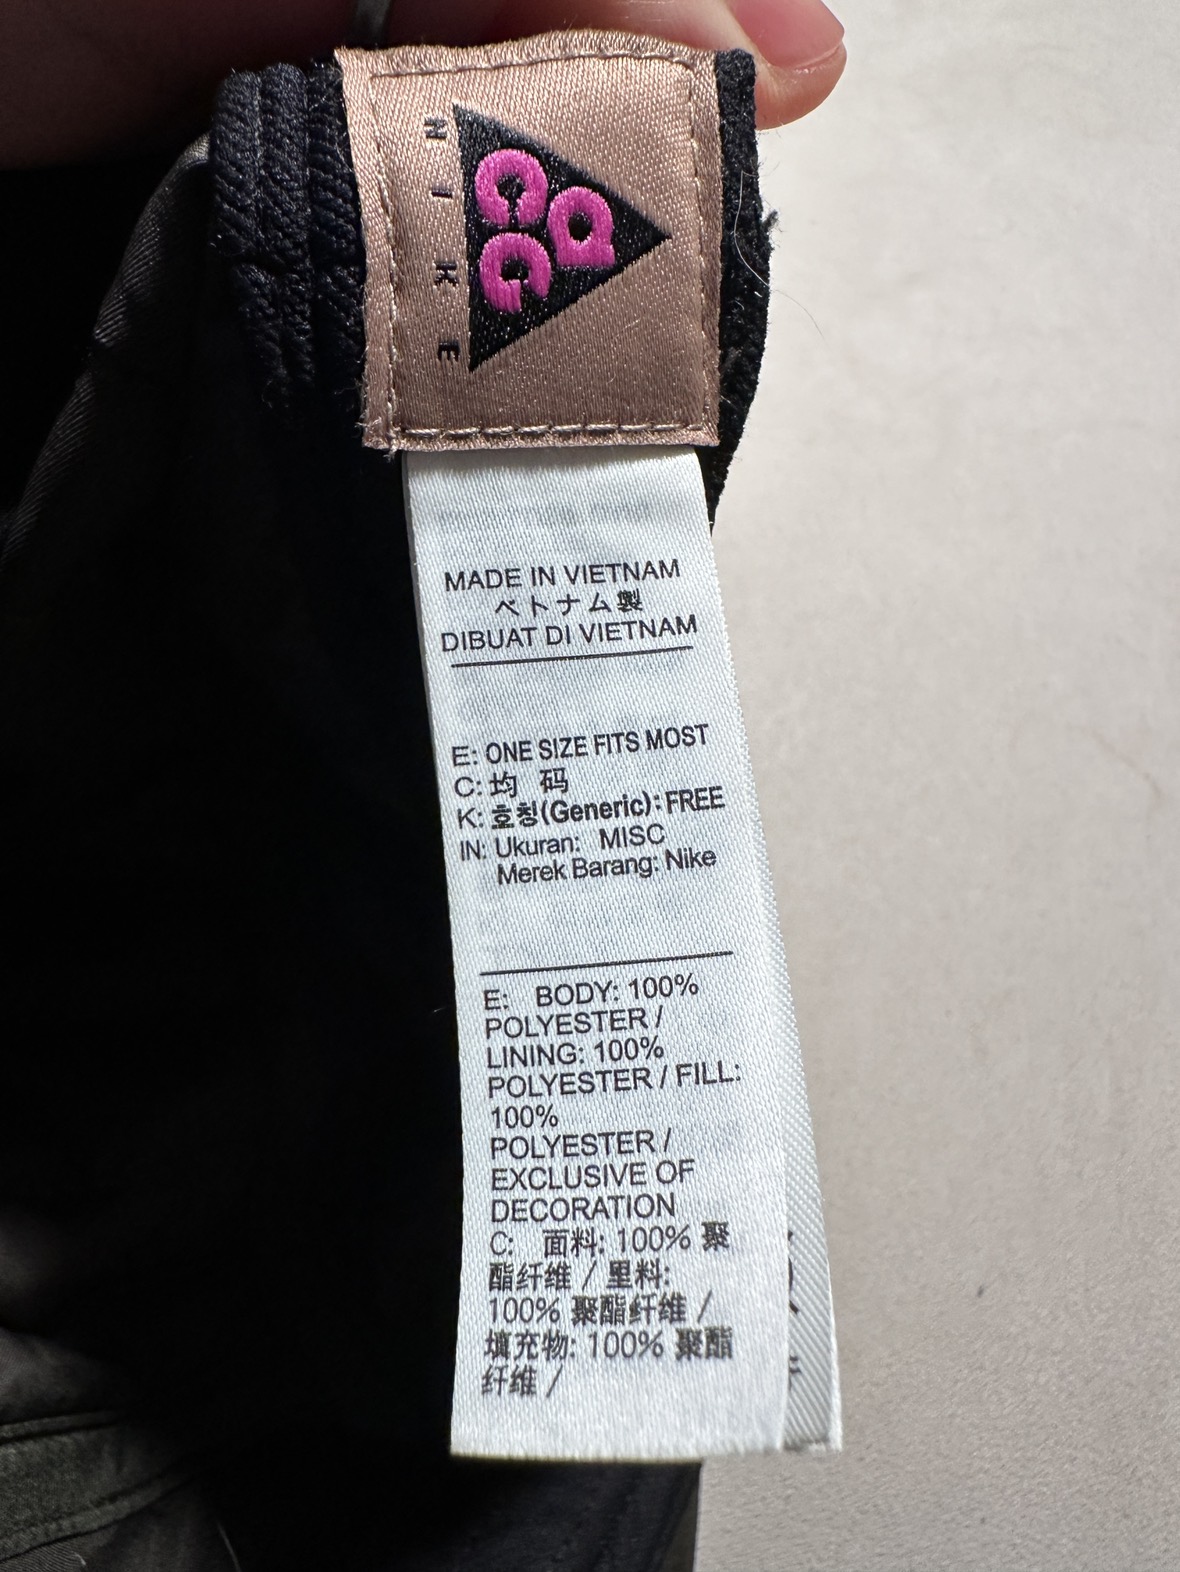 NIKE
acg
MADE IN VIETNAM
ベトナム製
DIBUAT DI VIETNAM
E: ONE SIZE FITS MOST
C: 均 码
K: 호칭(Generic): FREE
IN: Ukuran: MISC
Merek Barang: Nike
E: BODY: 100%
POLYESTER /
LINING: 100%
POLYESTER / FILL:
100%
POLYESTER /
EXCLUSIVE OF
DECORATION
C: 面料: 100% 聚
酯纤维 / 里料:
100% 聚酯纤维 /
填充物: 100% 聚酯
纤维 /